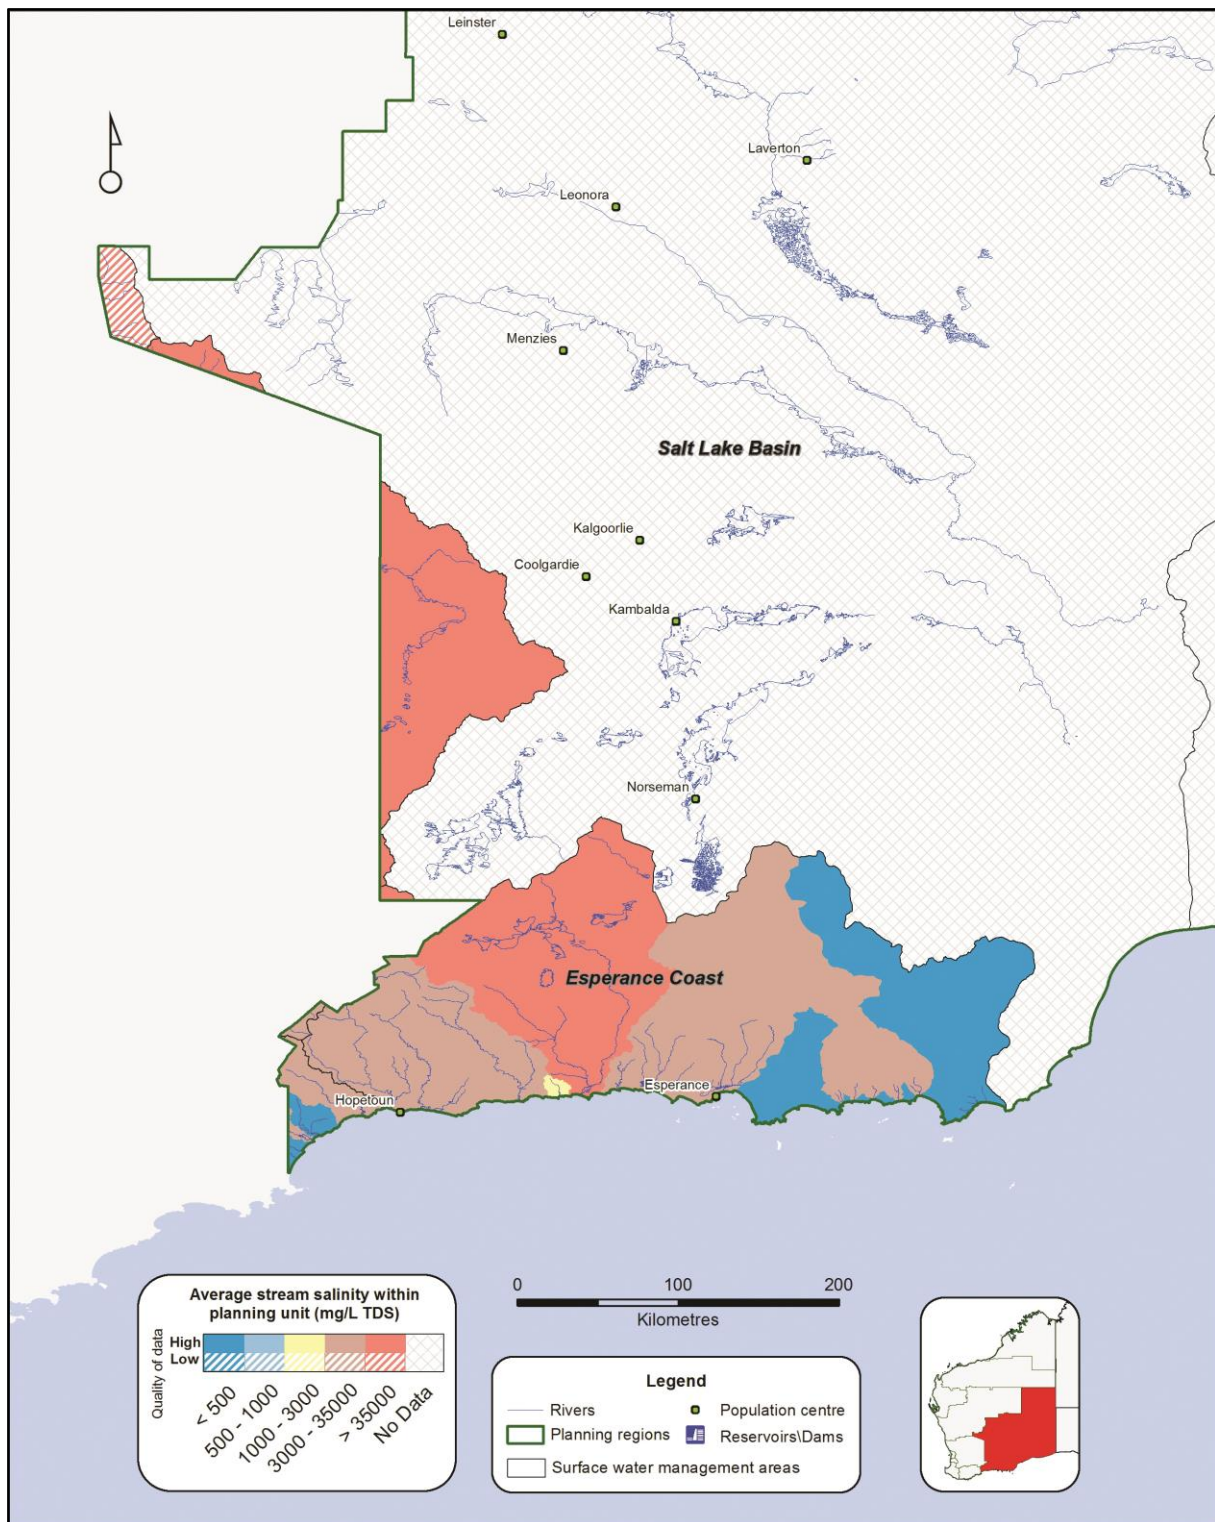 Leinster
Laverton
Leonora
Menzies
Salt Lake Basin
Kalgoorlie
Coolgardie
Kambalda
Norseman
Esperance Coast
Esperance
Hopetoun
Average stream salinity within
planning unit (mg/L TDS)
Quality of data
High
Low
< 500
500 - 1000
1000 - 3000
3000 - 35000
> 35000
No Data
0 100 200
Kilometres
Legend
Rivers
Population centre
Planning regions
Reservoirs\Dams
Surface water management areas